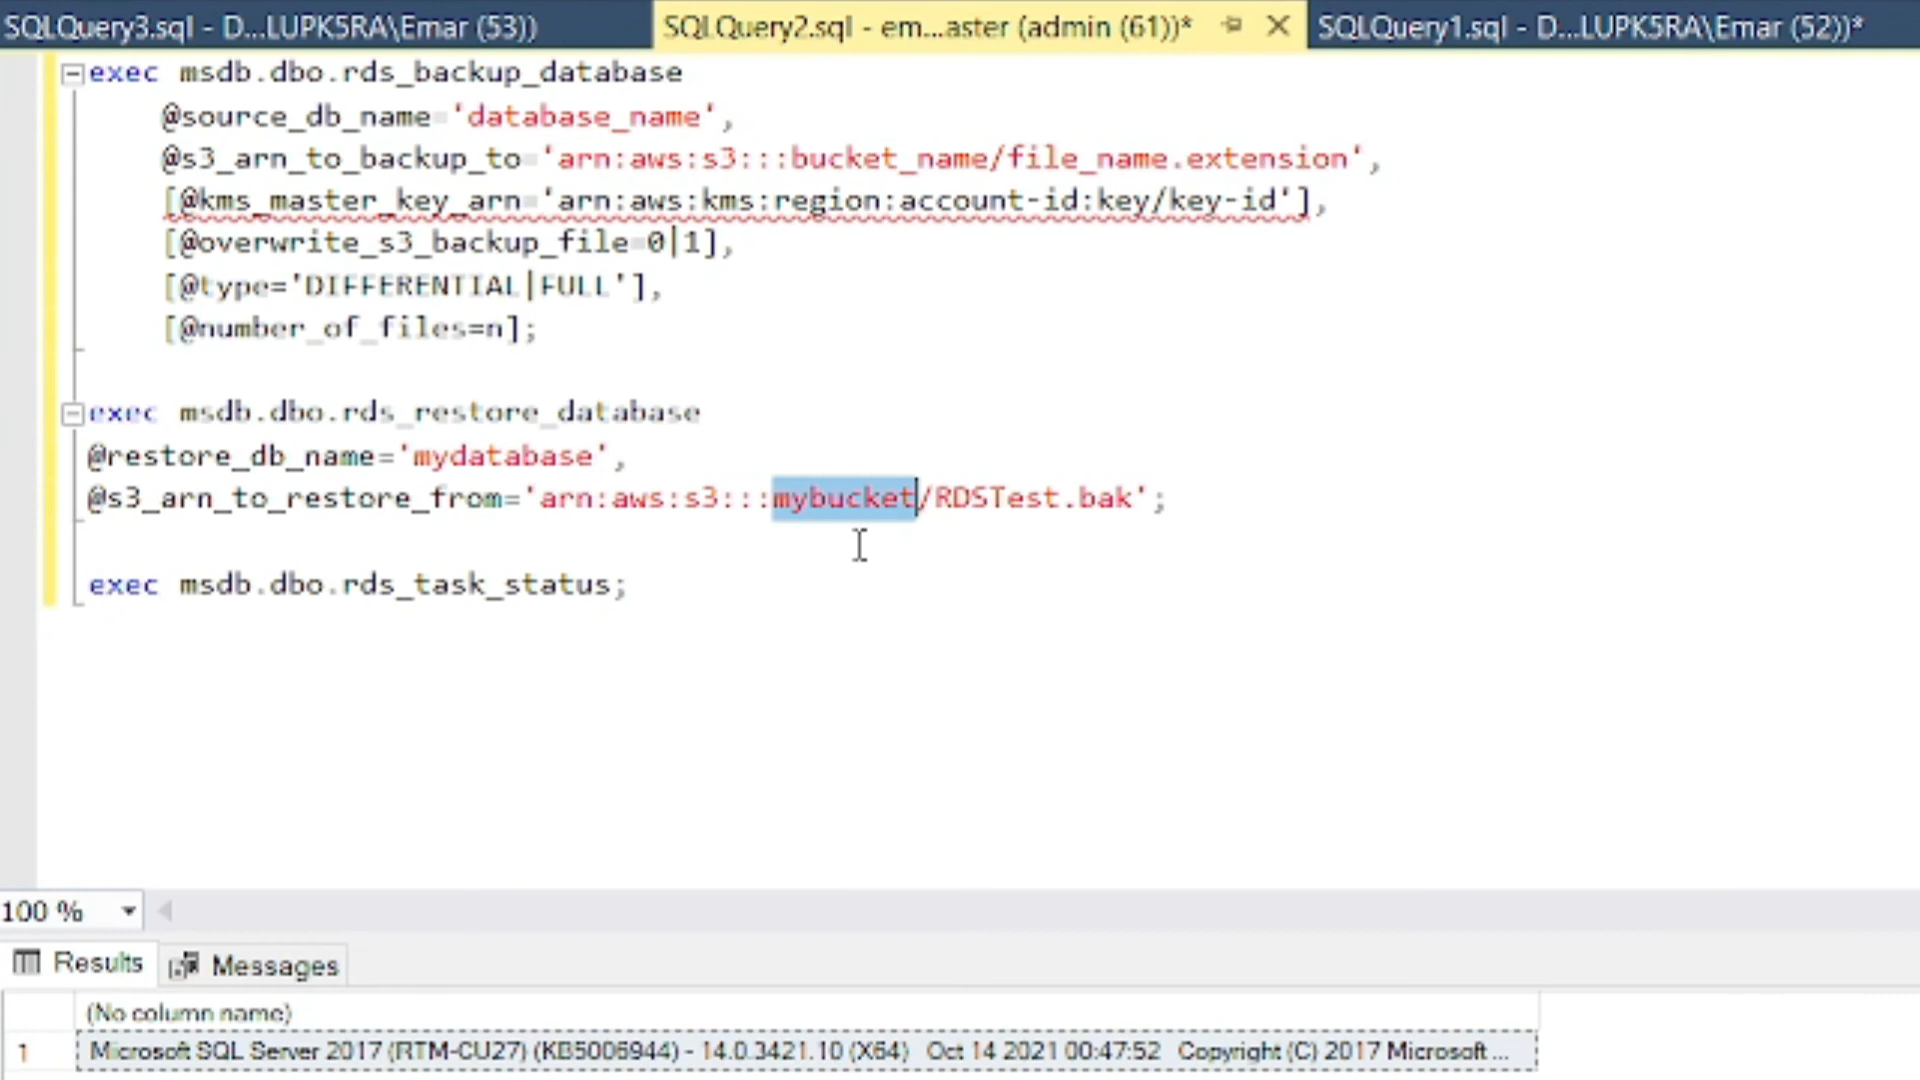 SQLQuery3.sql - D...LUPK5RA\Emar (53))
SQLQuery2.sql - em...aster (admin (61))*
SQLQuery1.sql - D...LUPK5RA\Emar (52))*
exec msdb.dbo.rds_backup_database
@source_db_name='database_name',
@s3_arn_to_backup_to='arn:aws:s3:::bucket_name/file_name.extension',
[@kms_master_key_arn='arn:aws:kms:region:account-id:key/key-id'],
[@overwrite_s3_backup_file=0|1],
[@type='DIFFERENTIAL|FULL'],
[@number_of_files=n];
exec msdb.dbo.rds_restore_database
@restore_db_name='mydatabase',
@s3_arn_to_restore_from='arn:aws:s3:::mybucket/RDSTest.bak';
exec msdb.dbo.rds_task_status;
100 %
Results
Messages
(No column name)
1 Microsoft SQL Server 2017 (RTM-CU27) (KB5006944) - 14.0.3421.10 (X64) Oct 14 2021 00:47:52 Copyright (C) 2017 Microsoft ...